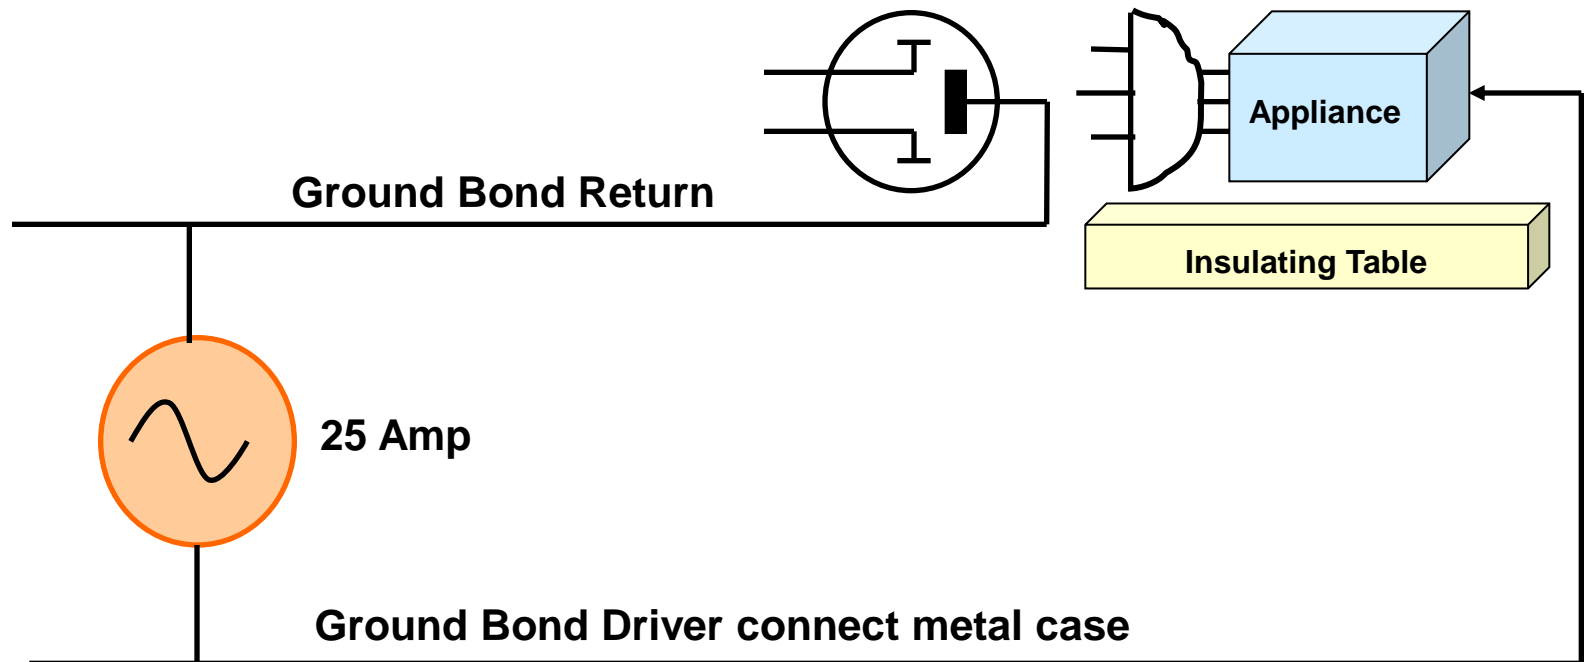 Appliance
Ground Bond Return
Insulating Table
25 Amp
Ground Bond Driver connect metal case